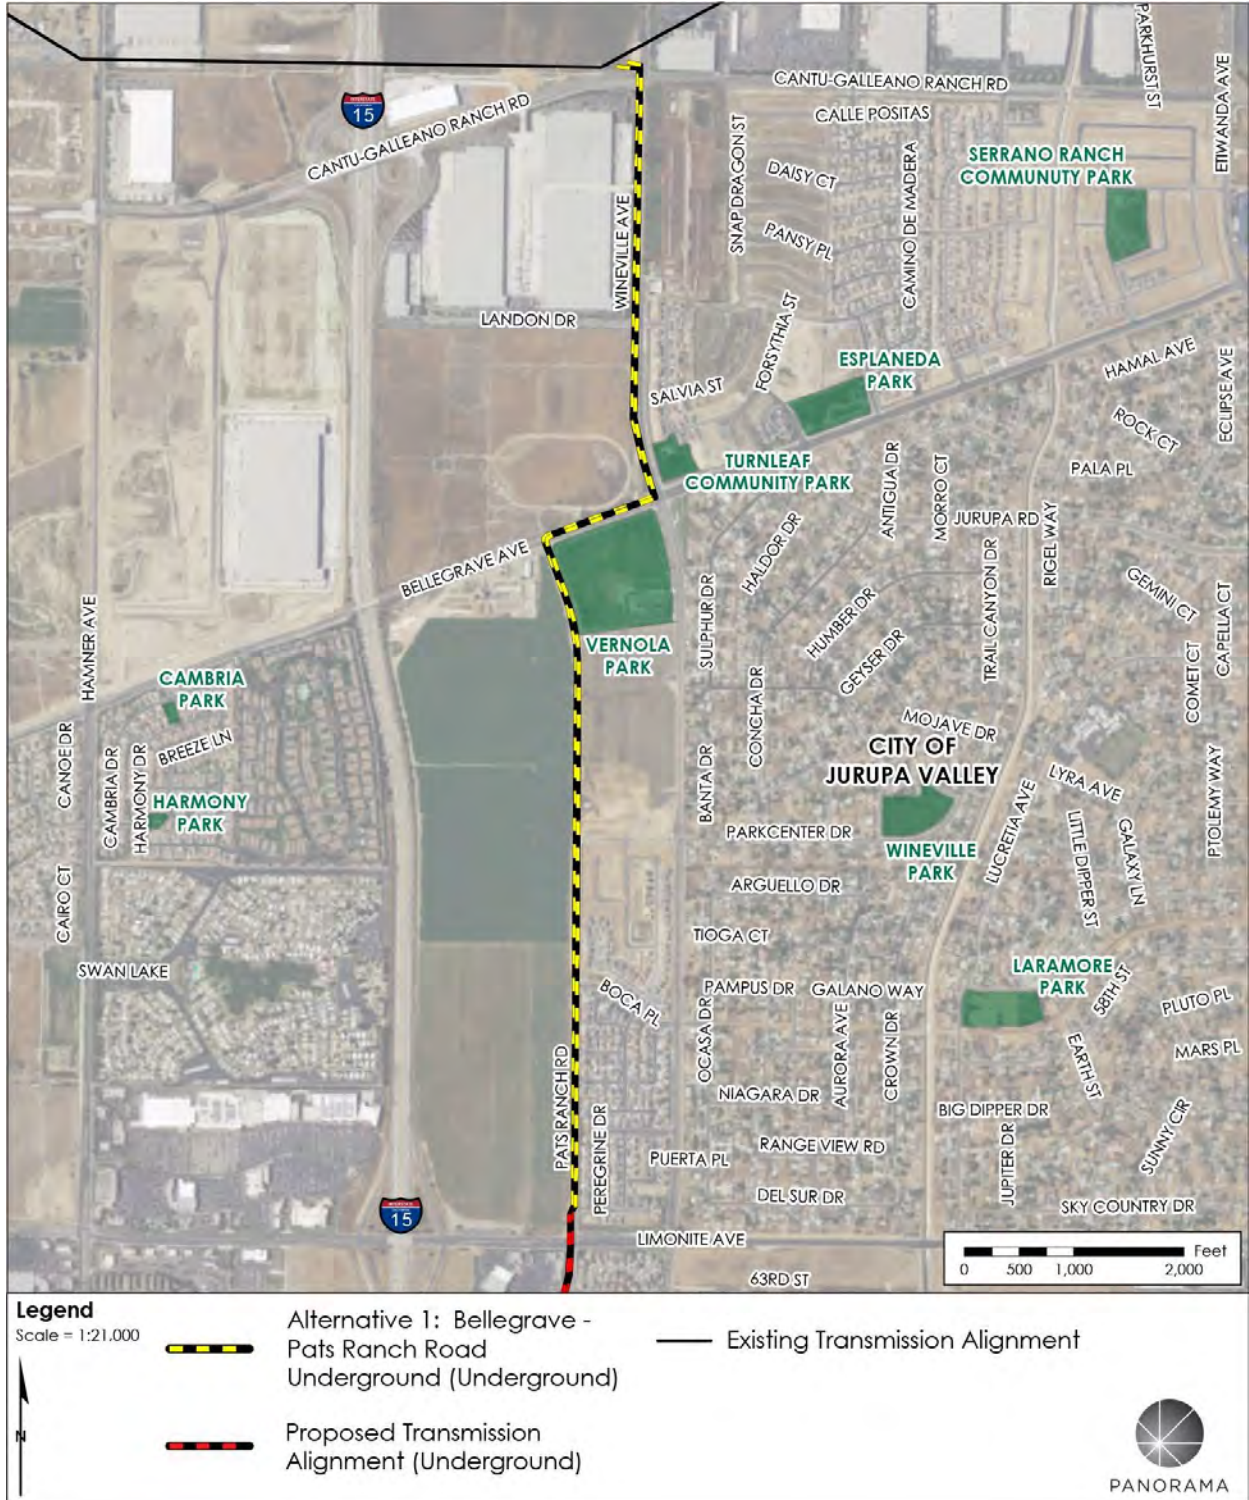 PARKHURST ST
ETIWANDA AVE
CANTU-GALLEANO RANCH RD
INTERSTATE
15
CALLE POSITAS
CANTU-GALLEANO RANCH RD
SNAP DRAGON ST
SERRANO RANCH
COMMUNUTY PARK
DAISY CT
CAMINO DE MADERA
WINEVILLE AVE
PANSY PL
LANDON DR
FORSYTHIA ST
ESPLANEDA
PARK
HAMAL AVE
ECLIPSE AVE
SALVIA ST
ROCK CT
TURNLEAF
COMMUNITY PARK
ANTIGUA DR
MORRO CT
PALA PL
JURUPA RD
RIGEL WAY
HALDOR DR
BELLEGRAVE AVE
TRAIL CANYON DR
GEMINI CT
CAPELLA CT
SULPHUR DR
HUMBER DR
HAMNER AVE
VERNOLA
PARK
GEYSER DR
COMET CT
CAMBRIA
PARK
CONCHA DR
MOJAVE DR
BREEZE LN
CANOE DR
CITY OF
JURUPA VALLEY
CAMBRIA DR
HARMONY DR
HARMONY
PARK
BANTA DR
LYRA AVE
PTOLEMY WAY
PARKCENTER DR
WINEVILLE
PARK
LUCRETIA AVE
LITTLE DIPPER ST
GALAXY LN
CAIRO CT
ARGUELLO DR
TIOGA CT
SWAN LAKE
LARAMORE
PARK
58TH ST
BOCA PL
PAMPUS DR
GALANO WAY
PLUTO PL
OCASA DR
AURORA AVE
CROWN DR
EARTH ST
MARS PL
PATS RANCH RD
NIAGARA DR
BIG DIPPER DR
PEREGRINE DR
SUNNY CIR
RANGE VIEW RD
PUERTA PL
JUPITER DR
DEL SUR DR
SKY COUNTRY DR
INTERSTATE
15
LIMONITE AVE
63RD ST
Feet
0 500 1,000 2,000
Legend
Scale = 1:21,000
N
Alternative 1: Bellegrave -
Pats Ranch Road
Underground (Underground)
Existing Transmission Alignment
Proposed Transmission
Alignment (Underground)
PANORAMA